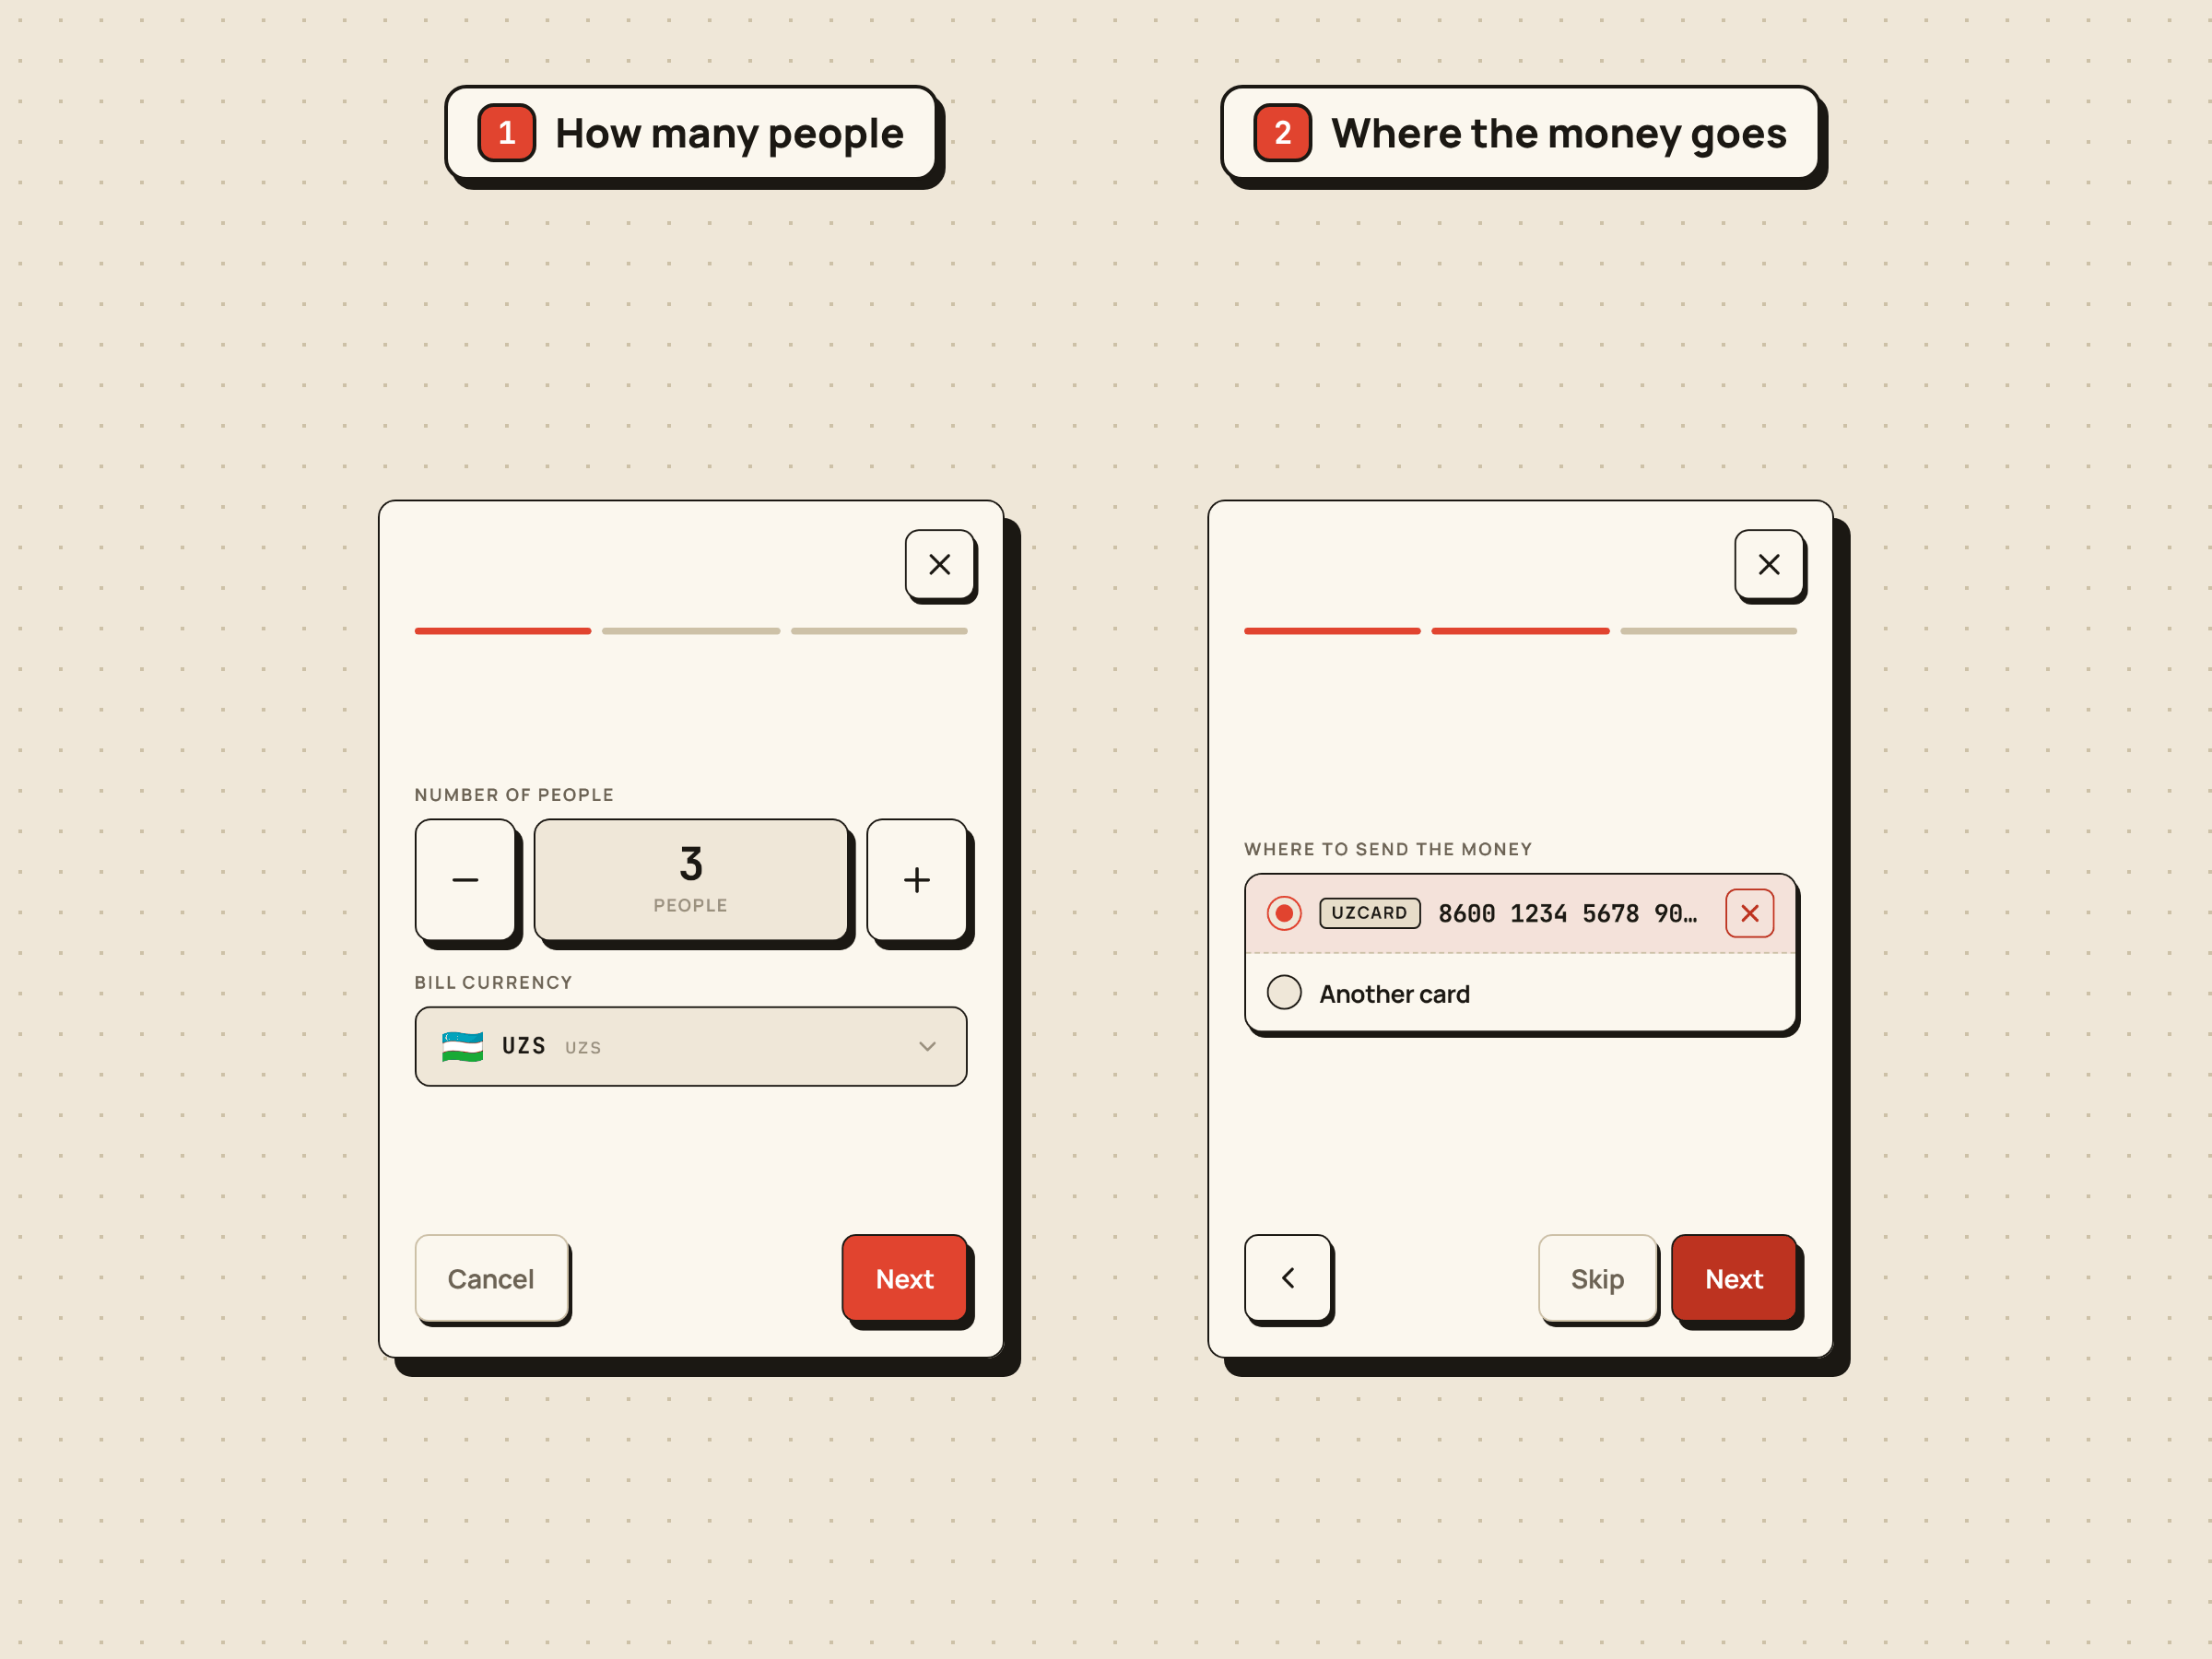 1 How many people
2 Where the money goes
NUMBER OF PEOPLE
3
PEOPLE
BILL CURRENCY
UZS UZS
Cancel
Next
WHERE TO SEND THE MONEY
UZCARD 8600 1234 5678 90…
Another card
Skip
Next